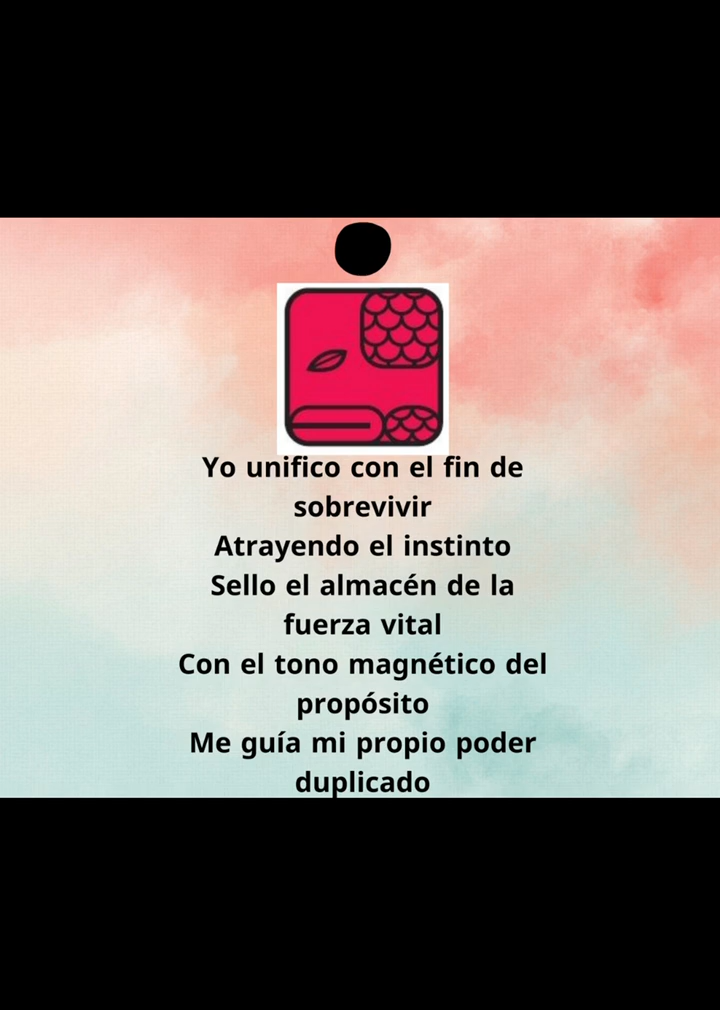 Yo unifico con el fin de
sobrevivir
Atrayendo el instinto
Sello el almacén de la
fuerza vital
Con el tono magnético del
propósito
Me guía mi propio poder
duplicado